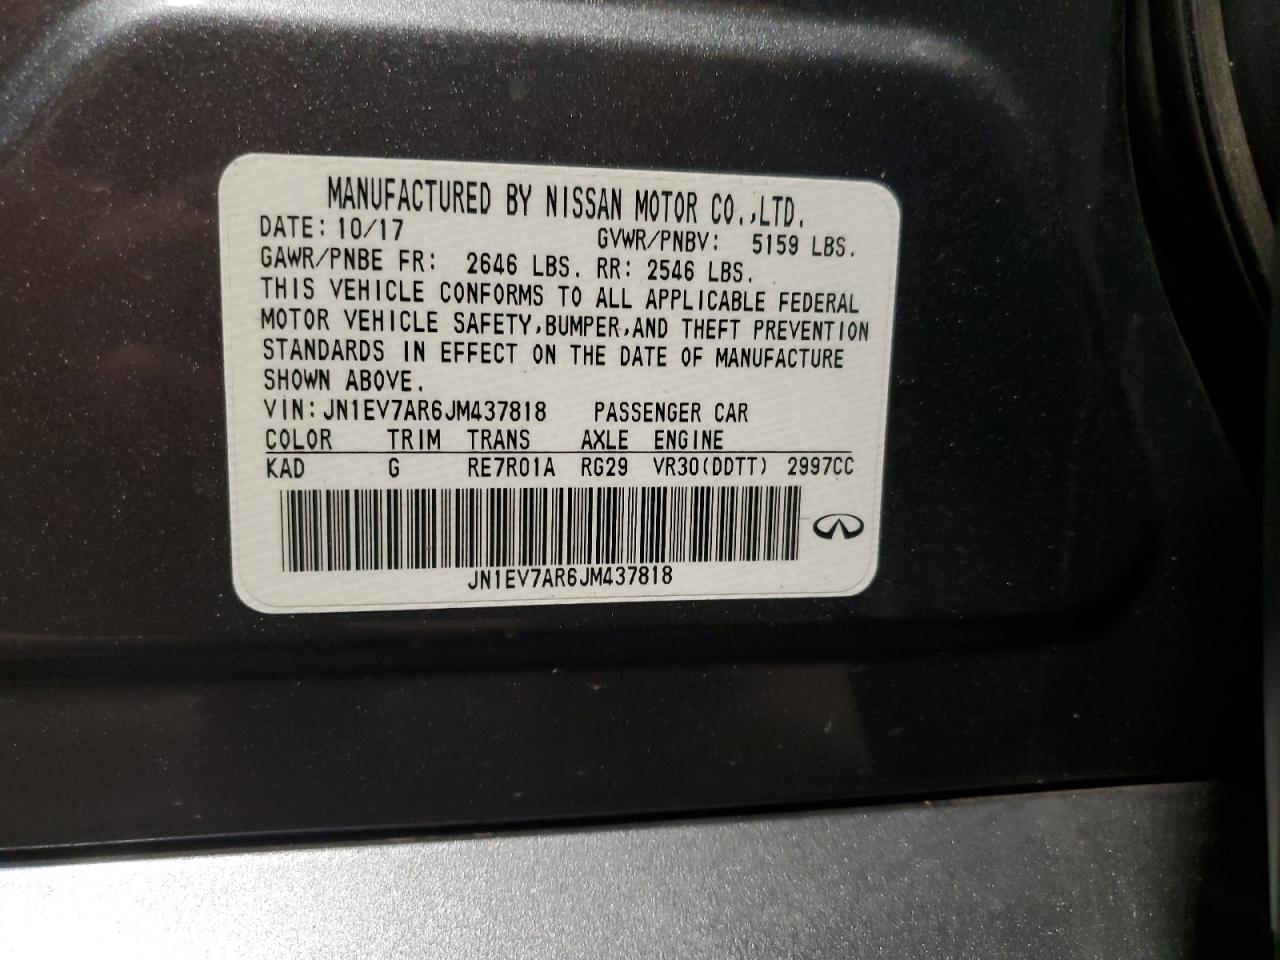 MANUFACTURED BY NISSAN MOTOR CO.,LTD.
DATE: 10/17 GVWR/PNBV: 5159 LBS.
GAWR/PNBE FR: 2646 LBS. RR: 2546 LBS.
THIS VEHICLE CONFORMS TO ALL APPLICABLE FEDERAL
MOTOR VEHICLE SAFETY,BUMPER,AND THEFT PREVENTION
STANDARDS IN EFFECT ON THE DATE OF MANUFACTURE
SHOWN ABOVE.
VIN: JN1EV7AR6JM437818 PASSENGER CAR
COLOR TRIM TRANS AXLE ENGINE
KAD G RE7R01A RG29 VR30(DDTT) 2997CC
JN1EV7AR6JM437818